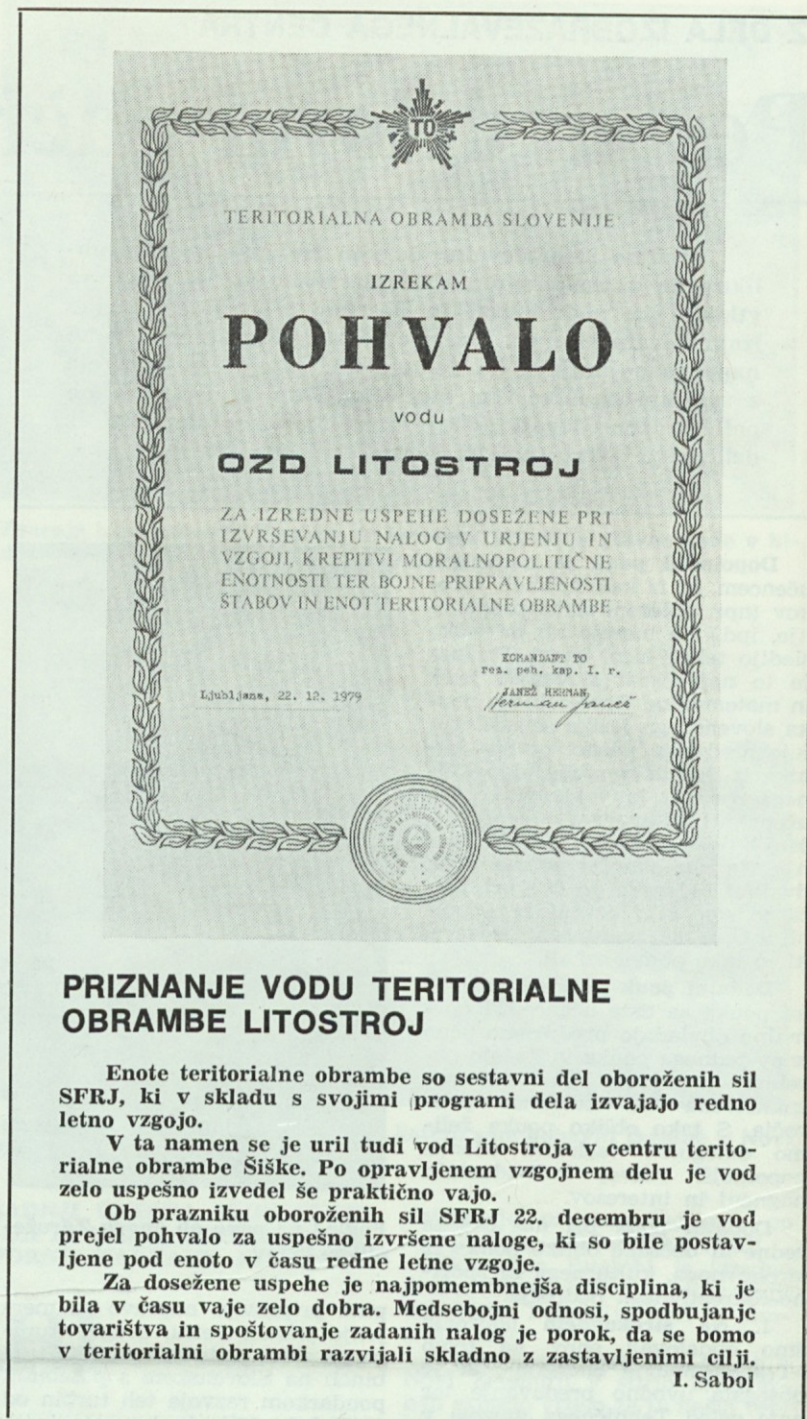 TO
TERITORIALNA OBRAMBA SLOVENIJE
IZREKAM
POHVALO
vodu
OZD LITOSTROJ
ZA IZREDNE USPEHE DOSEŽENE PRI
IZVRŠEVANJU NALOG V URJENJU IN
VZGOJI, KREPITVI MORALNOPOLITIČNE
ENOTNOSTI TER BOJNE PRIPRAVLJENOSTI
ŠTABOV IN ENOT TERITORIALNE OBRAMBE
KOMANDANT TO
rez. peh. kap. I. r.
Ljubljana, 22. 12. 1979
JANEŽ HERMAN
Herman Janež
PRIZNANJE VODU TERITORIALNE
OBRAMBE LITOSTROJ
Enote teritorialne obrambe so sestavni del oboroženih sil
SFRJ, ki v skladu s svojimi programi dela izvajajo redno
letno vzgojo.
V ta namen se je uril tudi vod Litostroja v centru terito-
rialne obrambe Šiške. Po opravljenem vzgojnem delu je vod
zelo uspešno izvedel še praktično vajo.
Ob prazniku oboroženih sil SFRJ 22. decembru je vod
prejel pohvalo za uspešno izvršene naloge, ki so bile postav-
ljene pod enoto v času redne letne vzgoje.
Za dosežene uspehe je najpomembnejša disciplina, ki je
bila v času vaje zelo dobra. Medsebojni odnosi, spodbujanje
tovarištva in spoštovanje zadanih nalog je porok, da se bomo
v teritorialni obrambi razvijali skladno z zastavljenimi cilji.
I. Sabol